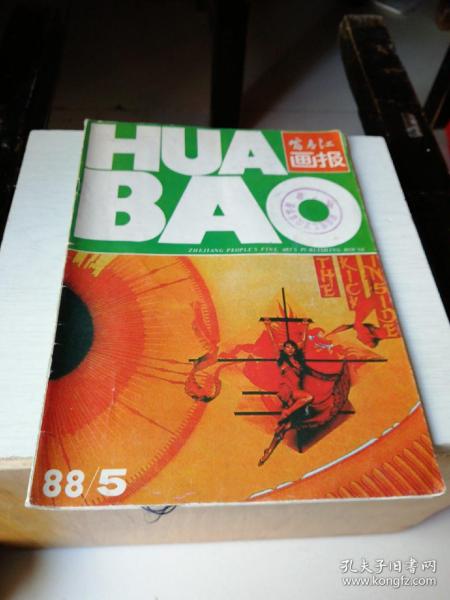 HUA
富春江
画报
BAO
ZHEJIANG PEOPLE'S FINE ARTS PUBLISHING HOUSE
THE KICK INSIDE
88/5
孔夫子旧书网
www.kongfz.com